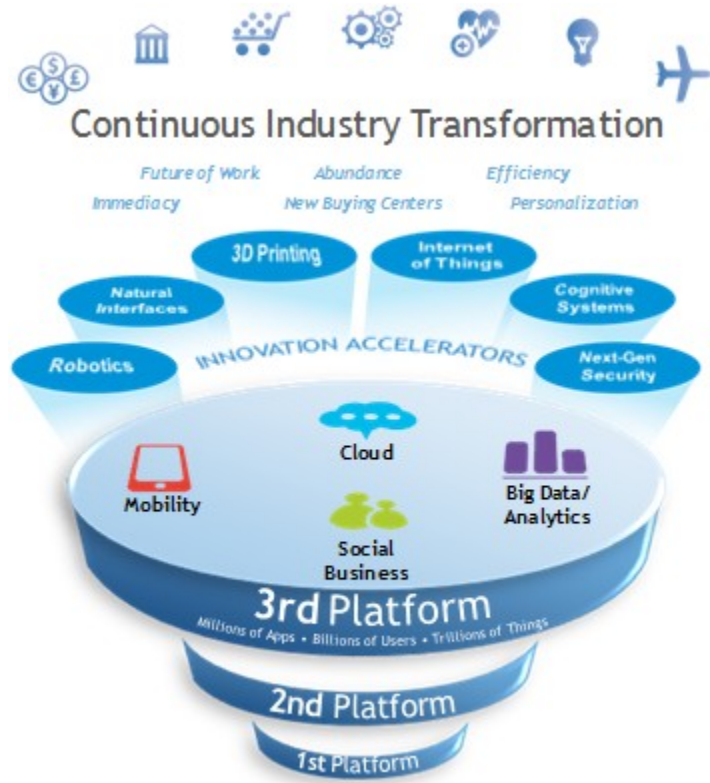 € $ £ ¥
Continuous Industry Transformation
Future of Work Abundance Efficiency
Immediacy New Buying Centers Personalization
3D Printing
Internet
of Things
Natural
Interfaces
Cognitive
Systems
INNOVATION ACCELERATORS
Robotics
Next-Gen
Security
Cloud
Mobility
Big Data/
Analytics
Social
Business
3rd Platform
Millions of Apps • Billions of Users • Trillions of Things
2nd Platform
1st Platform